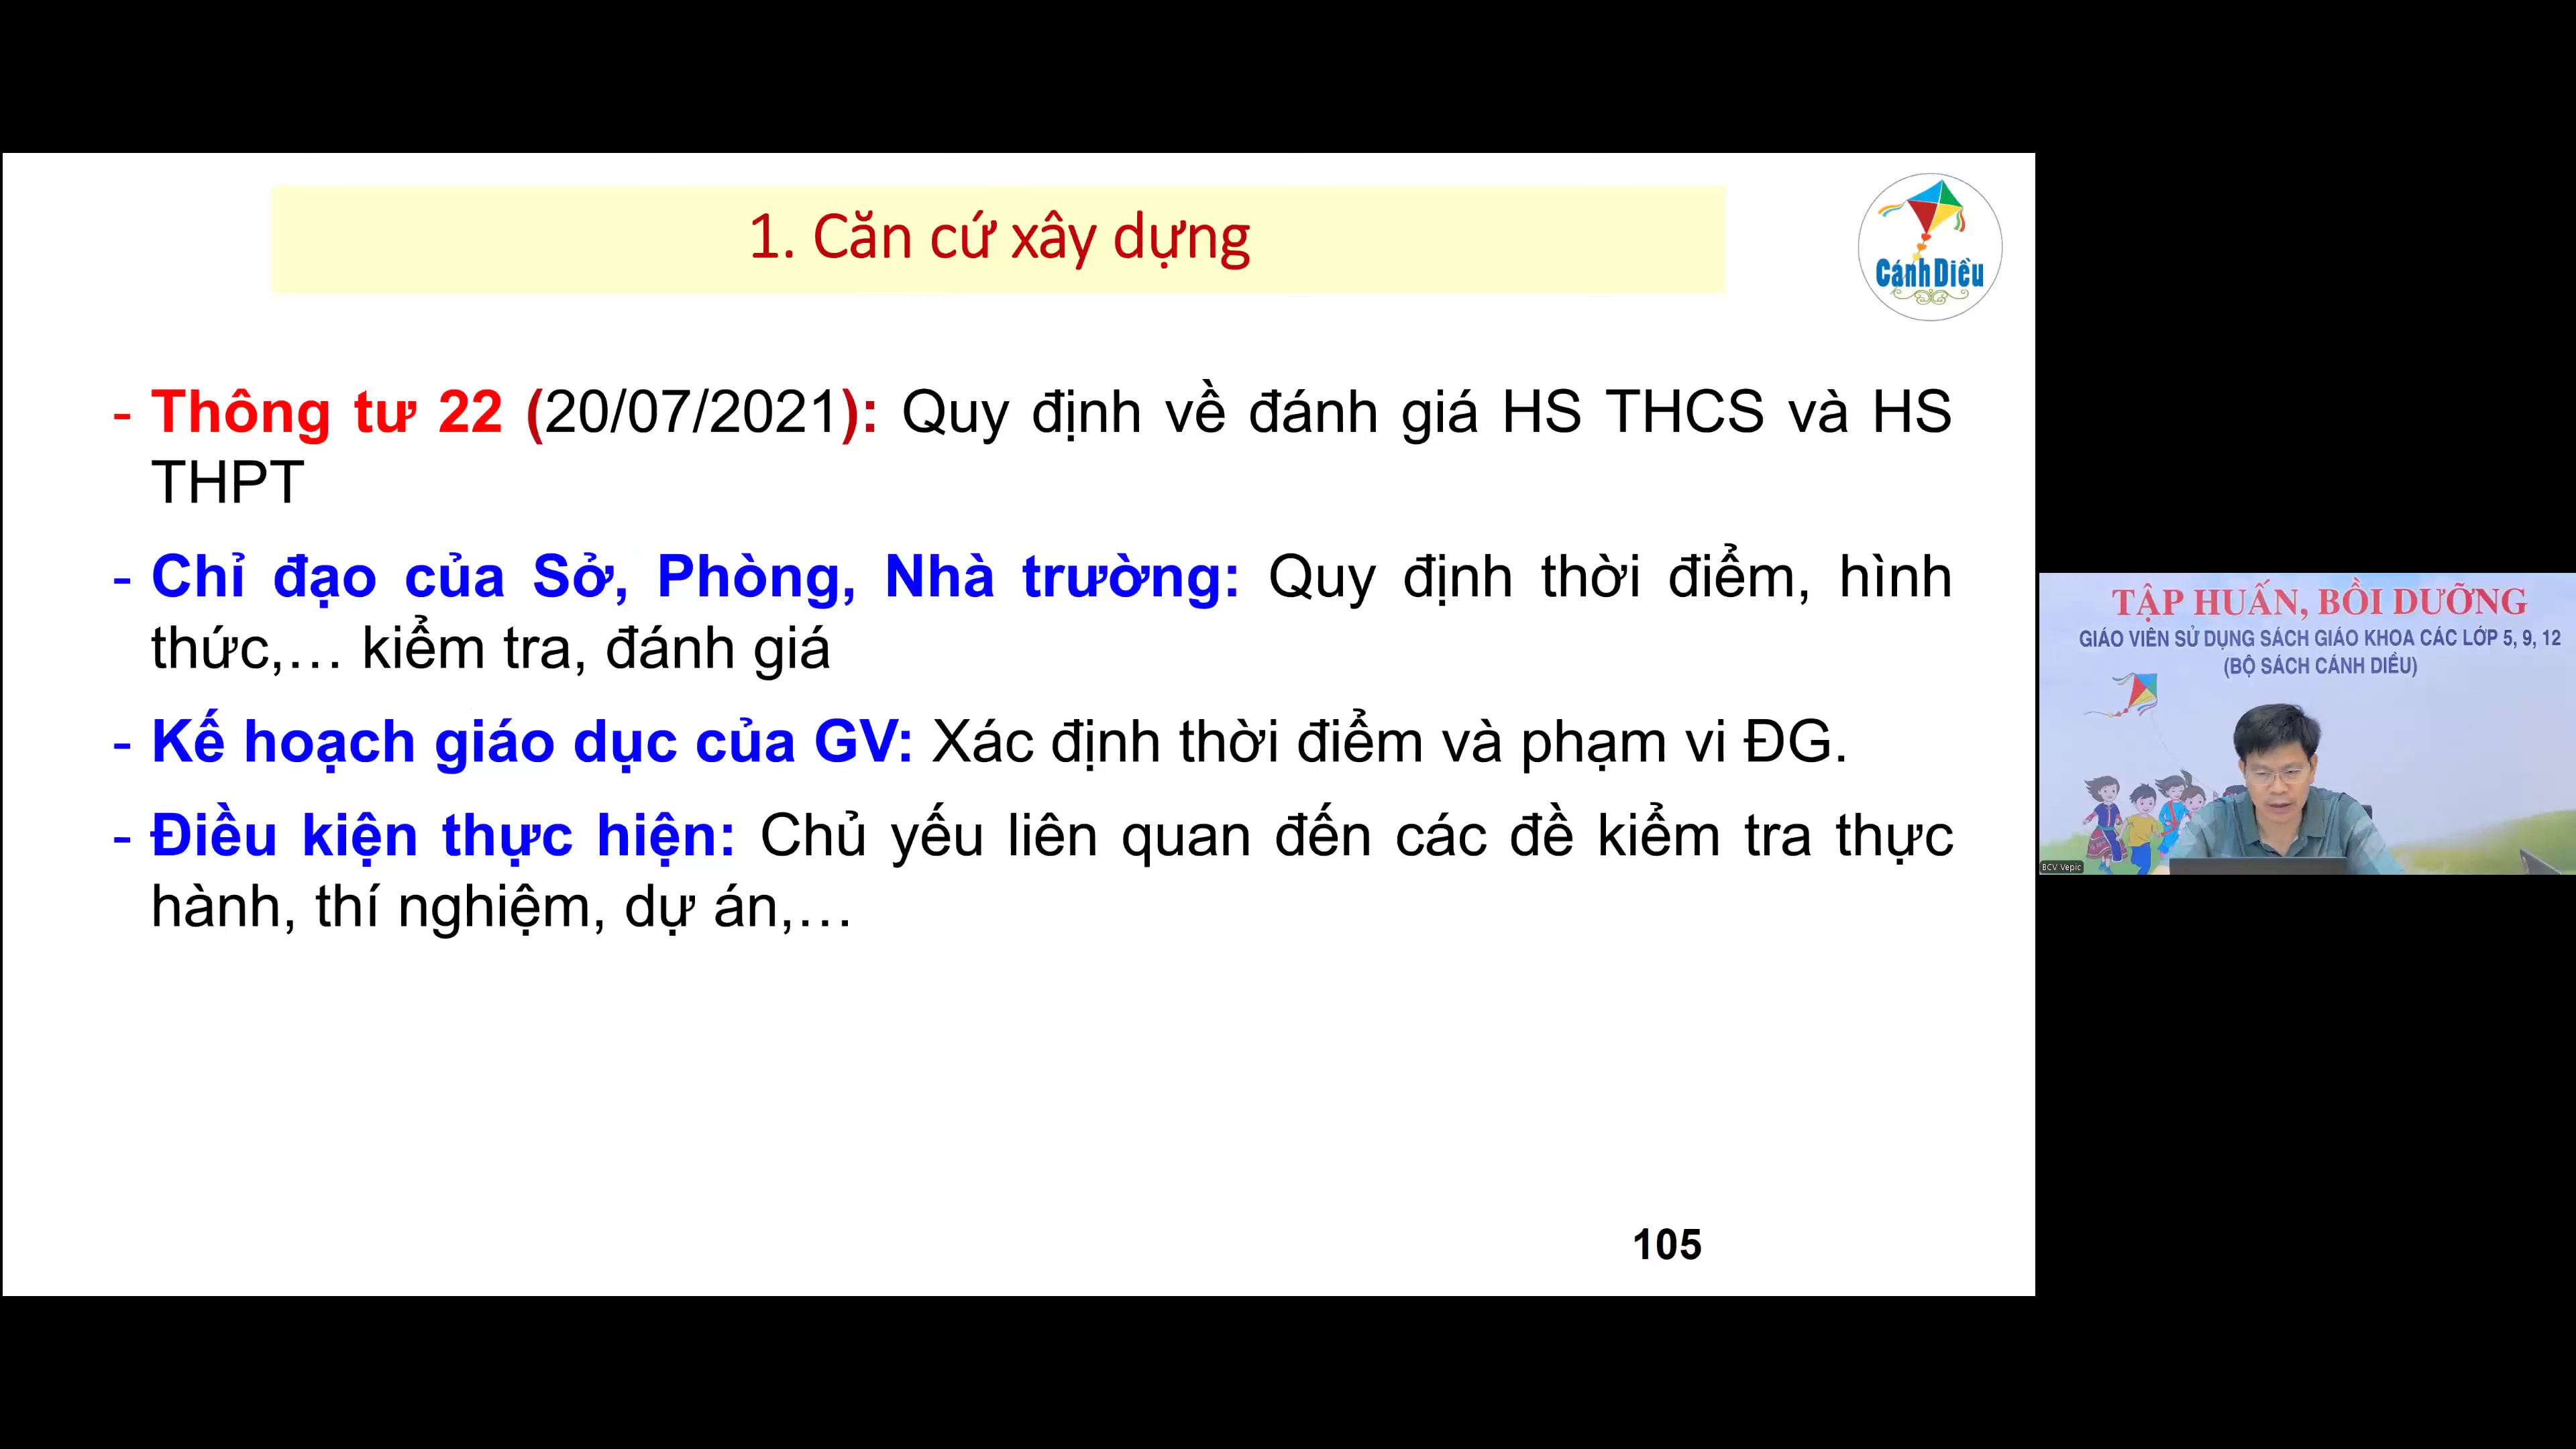 1. Căn cứ xây dựng
Cánh Diều
- Thông tư 22 (20/07/2021): Quy định về đánh giá HS THCS và HS
THPT
- Chỉ đạo của Sở, Phòng, Nhà trường: Quy định thời điểm, hình
thức,… kiểm tra, đánh giá
- Kế hoạch giáo dục của GV: Xác định thời điểm và phạm vi ĐG.
- Điều kiện thực hiện: Chủ yếu liên quan đến các đề kiểm tra thực
hành, thí nghiệm, dự án,…
105
TẬP HUẤN, BỒI DƯỠNG
GIÁO VIÊN SỬ DỤNG SÁCH GIÁO KHOA CÁC LỚP 5, 9, 12
(BỘ SÁCH CÁNH DIỀU)
BCV Vepic